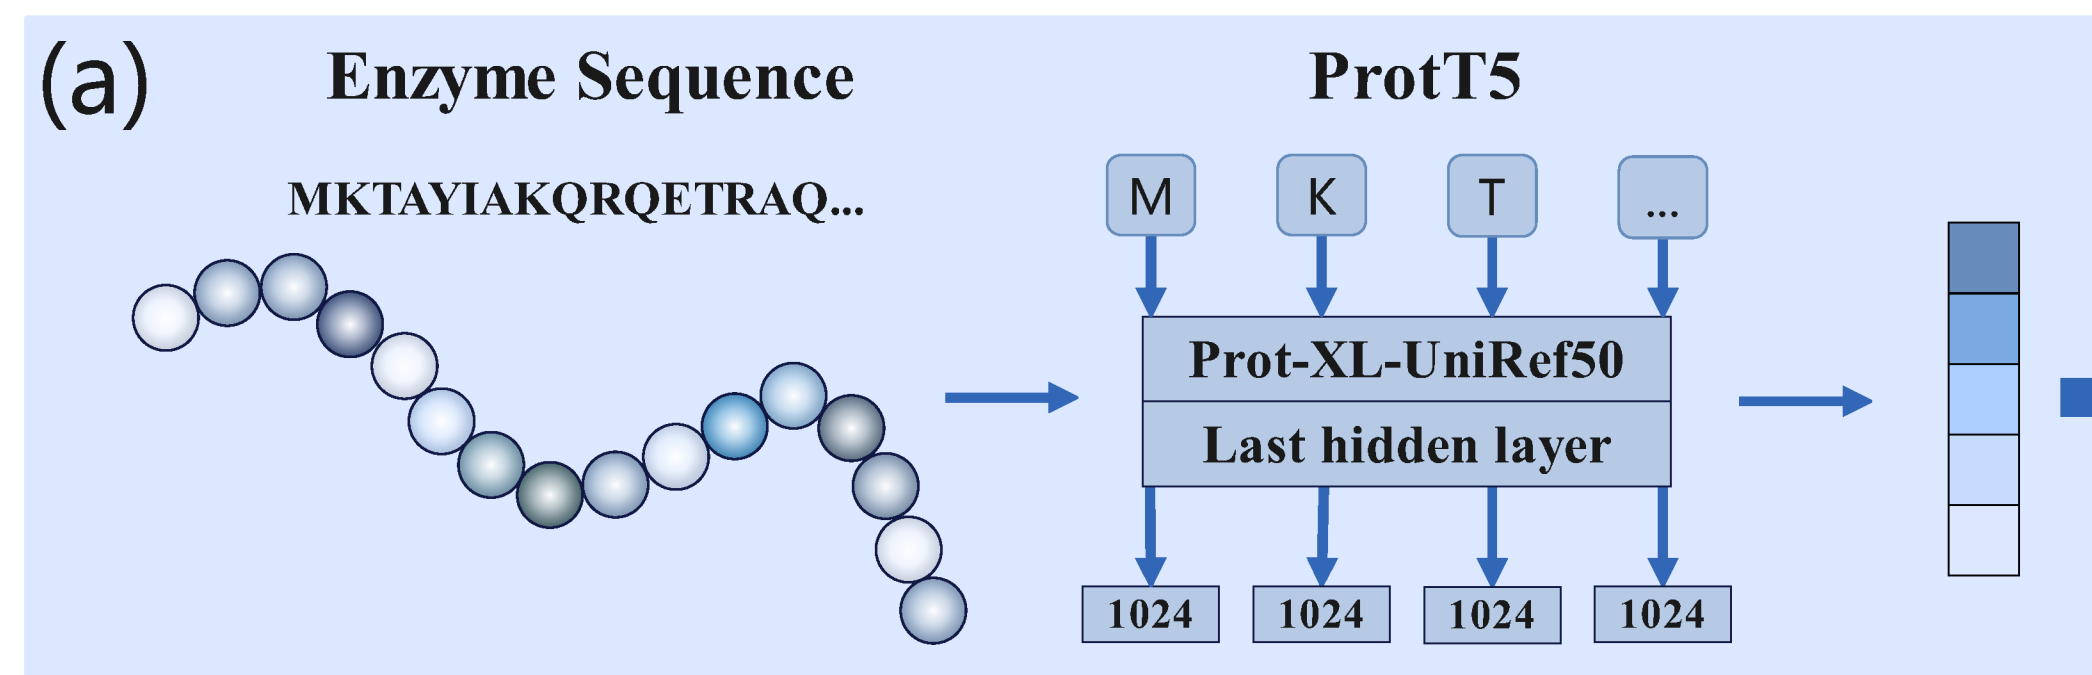 (a)
Enzyme Sequence
ProtT5
MKTAYIAKQRQETRAQ...
M
K
T
...
Prot-XL-UniRef50
Last hidden layer
1024
1024
1024
1024